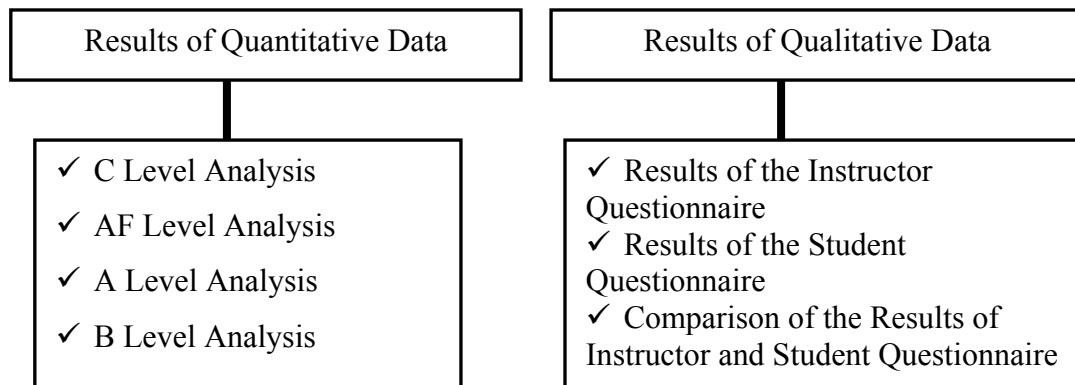 Results of Quantitative Data
✓ C Level Analysis
✓ AF Level Analysis
✓ A Level Analysis
✓ B Level Analysis
Results of Qualitative Data
✓ Results of the Instructor
Questionnaire
✓ Results of the Student
Questionnaire
✓ Comparison of the Results of
Instructor and Student Questionnaire